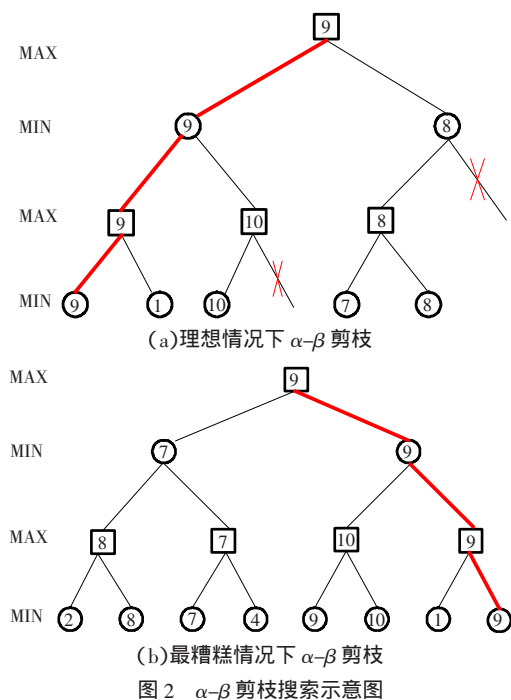 9
MAX
MIN 9 8
MAX 9 10 8
MIN 9 1 10 7 8
(a)理想情况下 α-β 剪枝
MAX 9
MIN 7 9
MAX 8 7 10 9
MIN 2 8 7 4 9 10 1 9
(b)最糟糕情况下 α-β 剪枝
图 2 α-β 剪枝搜索示意图